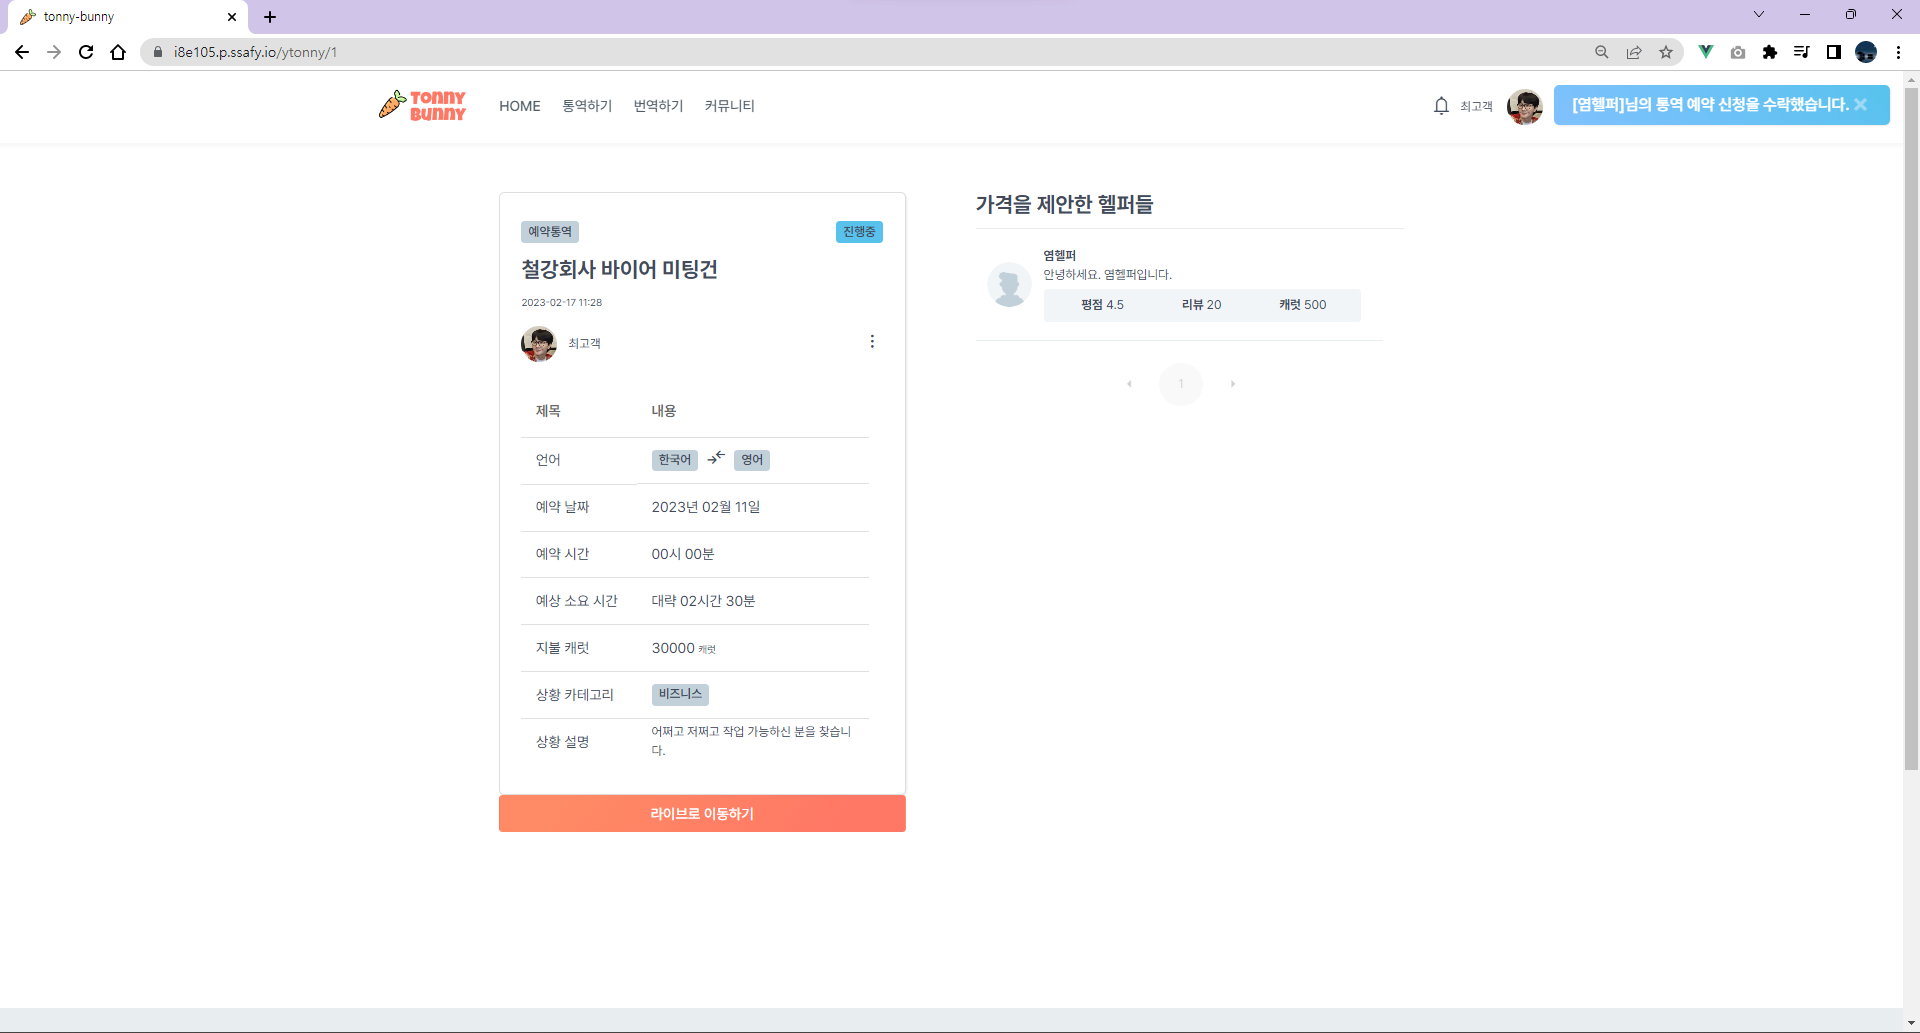 tonny-bunny
i8e105.p.ssafy.io/ytonny/1
TONNY BUNNY
HOME 통역하기 번역하기 커뮤니티
최고객
[염헬퍼]님의 통역 예약 신청을 수락했습니다.
예약통역 진행중
철강회사 바이어 미팅건
2023-02-17 11:28
최고객
제목 내용
언어 한국어 영어
예약 날짜 2023년 02월 11일
예약 시간 00시 00분
예상 소요 시간 대략 02시간 30분
지불 캐럿 30000 캐럿
상황 카테고리 비즈니스
상황 설명 어쩌고 저쩌고 작업 가능하신 분을 찾습니
다.
라이브로 이동하기
가격을 제안한 헬퍼들
염헬퍼
안녕하세요. 염헬퍼입니다.
평점 4.5 리뷰 20 캐럿 500
1